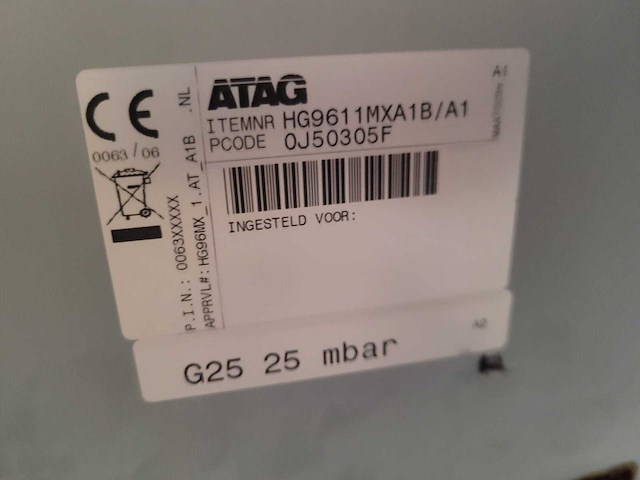 ATAG
ITEMNR HG9611MXA1B/A1
PCODE 0J50305F
INGESTELD VOOR:
CE
0063/06
P.I.N.: 0063XXXXX
APPRVL#: HG96MX_1.AT_A1B .NL
A1
G25 25 mbar
A2